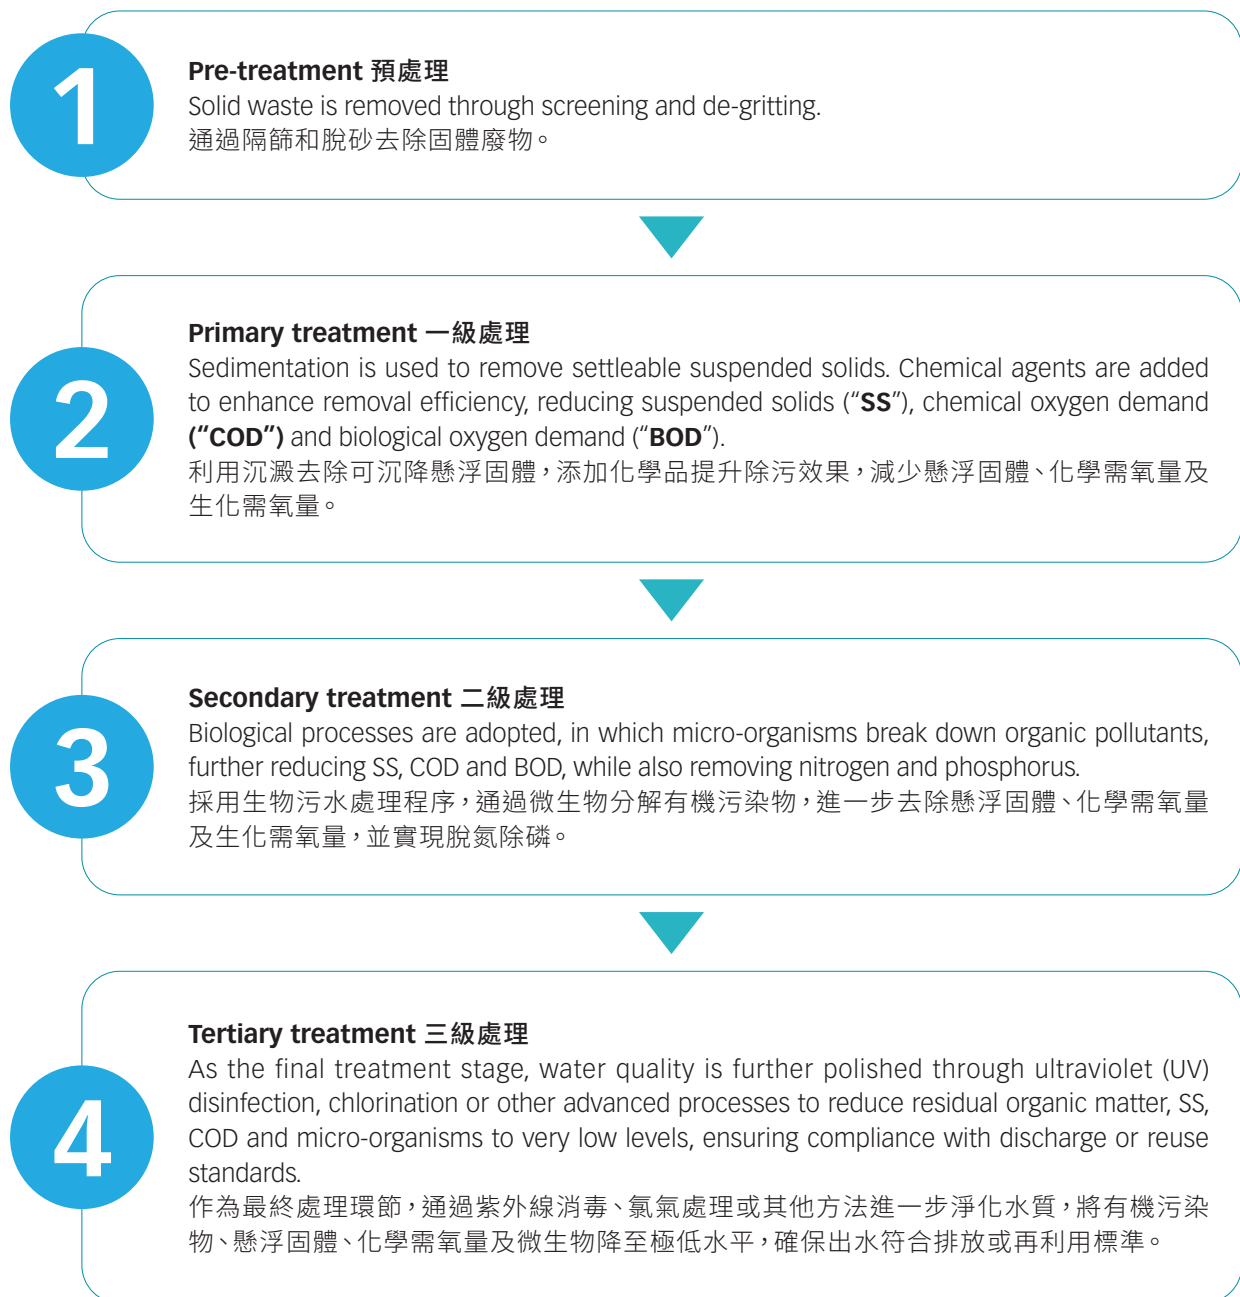 1
Pre-treatment 預處理
Solid waste is removed through screening and de-gritting.
通過隔篩和脫砂去除固體廢物。
2
Primary treatment 一級處理
Sedimentation is used to remove settleable suspended solids. Chemical agents are added
to enhance removal efficiency, reducing suspended solids (“SS”), chemical oxygen demand
(“COD”) and biological oxygen demand (“BOD”).
利用沉澱去除可沉降懸浮固體，添加化學品提升除污效果，減少懸浮固體、化學需氧量及
生化需氧量。
3
Secondary treatment 二級處理
Biological processes are adopted, in which micro-organisms break down organic pollutants,
further reducing SS, COD and BOD, while also removing nitrogen and phosphorus.
採用生物污水處理程序，通過微生物分解有機污染物，進一步去除懸浮固體、化學需氧量
及生化需氧量，並實現脫氮除磷。
4
Tertiary treatment 三級處理
As the final treatment stage, water quality is further polished through ultraviolet (UV)
disinfection, chlorination or other advanced processes to reduce residual organic matter, SS,
COD and micro-organisms to very low levels, ensuring compliance with discharge or reuse
standards.
作為最終處理環節，通過紫外線消毒、氯氣處理或其他方法進一步淨化水質，將有機污染
物、懸浮固體、化學需氧量及微生物降至極低水平，確保出水符合排放或再利用標準。